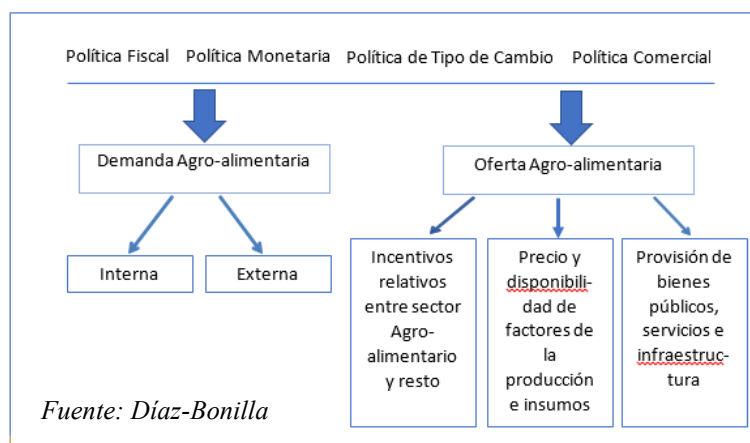 Política Fiscal Política Monetaria Política de Tipo de Cambio Política Comercial
Demanda Agro-alimentaria
Oferta Agro-alimentaria
Interna
Externa
Incentivos
relativos
entre sector
Agro-
alimentario
y resto
Precio y
disponibili-
dad de
factores de
la
producción
e insumos
Provisión de
bienes
públicos,
servicios e
infraestruc-
tura
Fuente: Díaz-Bonilla